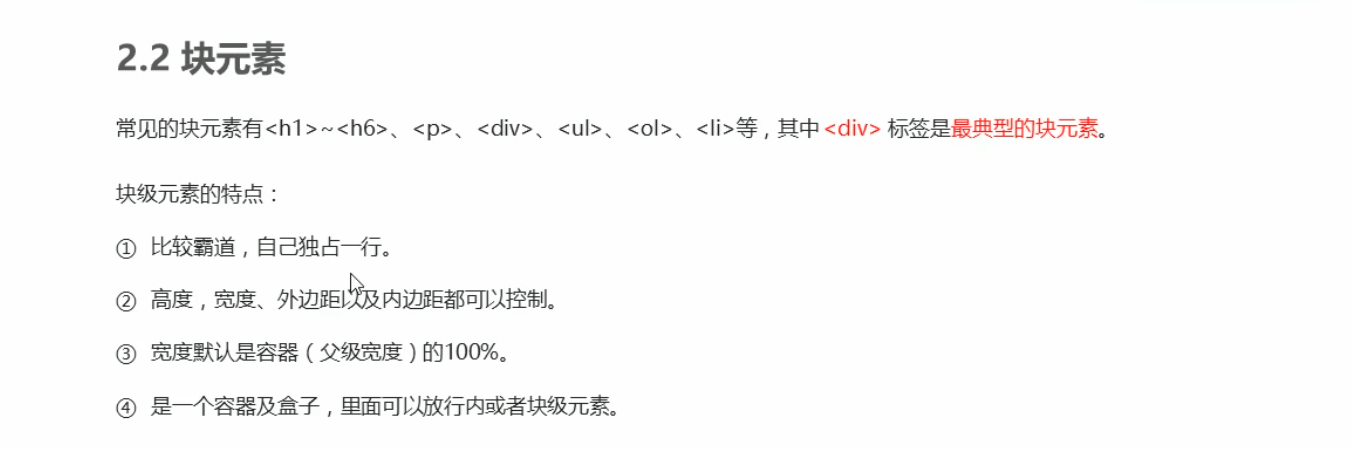 2.2 块元素
常见的块元素有<h1>~<h6>、<p>、<div>、<ul>、<ol>、<li>等，其中 <div> 标签是最典型的块元素。
块级元素的特点：
① 比较霸道，自己独占一行。
② 高度，宽度、外边距以及内边距都可以控制。
③ 宽度默认是容器（父级宽度）的100%。
④ 是一个容器及盒子，里面可以放行内或者块级元素。